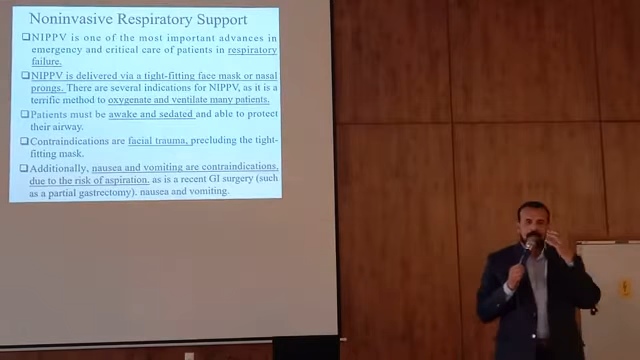 Noninvasive Respiratory Support
NIPPV is one of the most important advances in
emergency and critical care of patients in respiratory
failure.
NIPPV is delivered via a tight-fitting face mask or nasal
prongs. There are several indications for NIPPV, as it is a
terrific method to oxygenate and ventilate many patients.
Patients must be awake and sedated and able to protect
their airway.
Contraindications are facial trauma, precluding the tight-
fitting mask.
Additionally, nausea and vomiting are contraindications,
due to the risk of aspiration. as is a recent GI surgery (such
as a partial gastrectomy). nausea and vomiting.